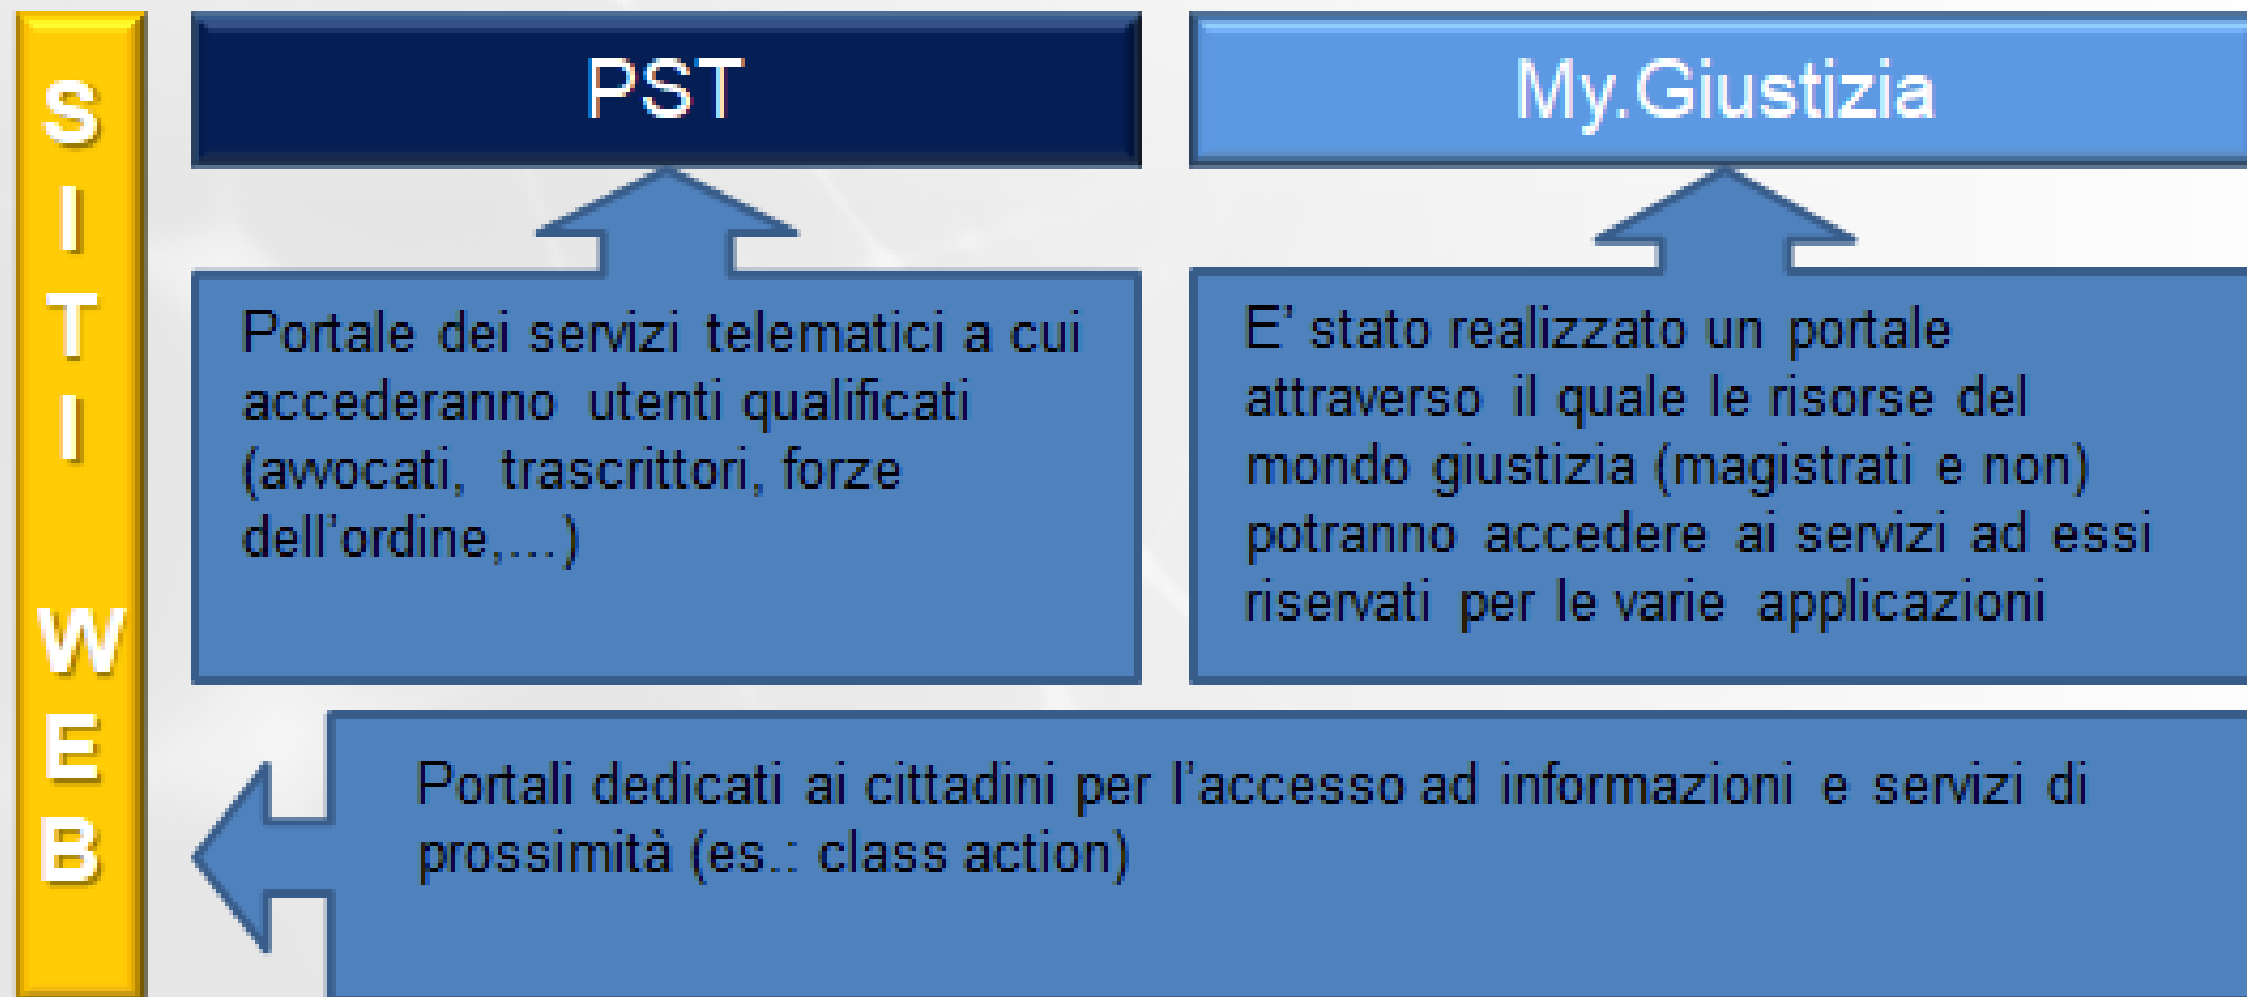 SITI WEB
PST
Portale dei servizi telematici a cui
accederanno utenti qualificati
(avvocati, trascrittori, forze
dell'ordine,...)
My.Giustizia
E' stato realizzato un portale
attraverso il quale le risorse del
mondo giustizia (magistrati e non)
potranno accedere ai servizi ad essi
riservati per le varie applicazioni
Portali dedicati ai cittadini per l'accesso ad informazioni e servizi di
prossimità (es.: class action)